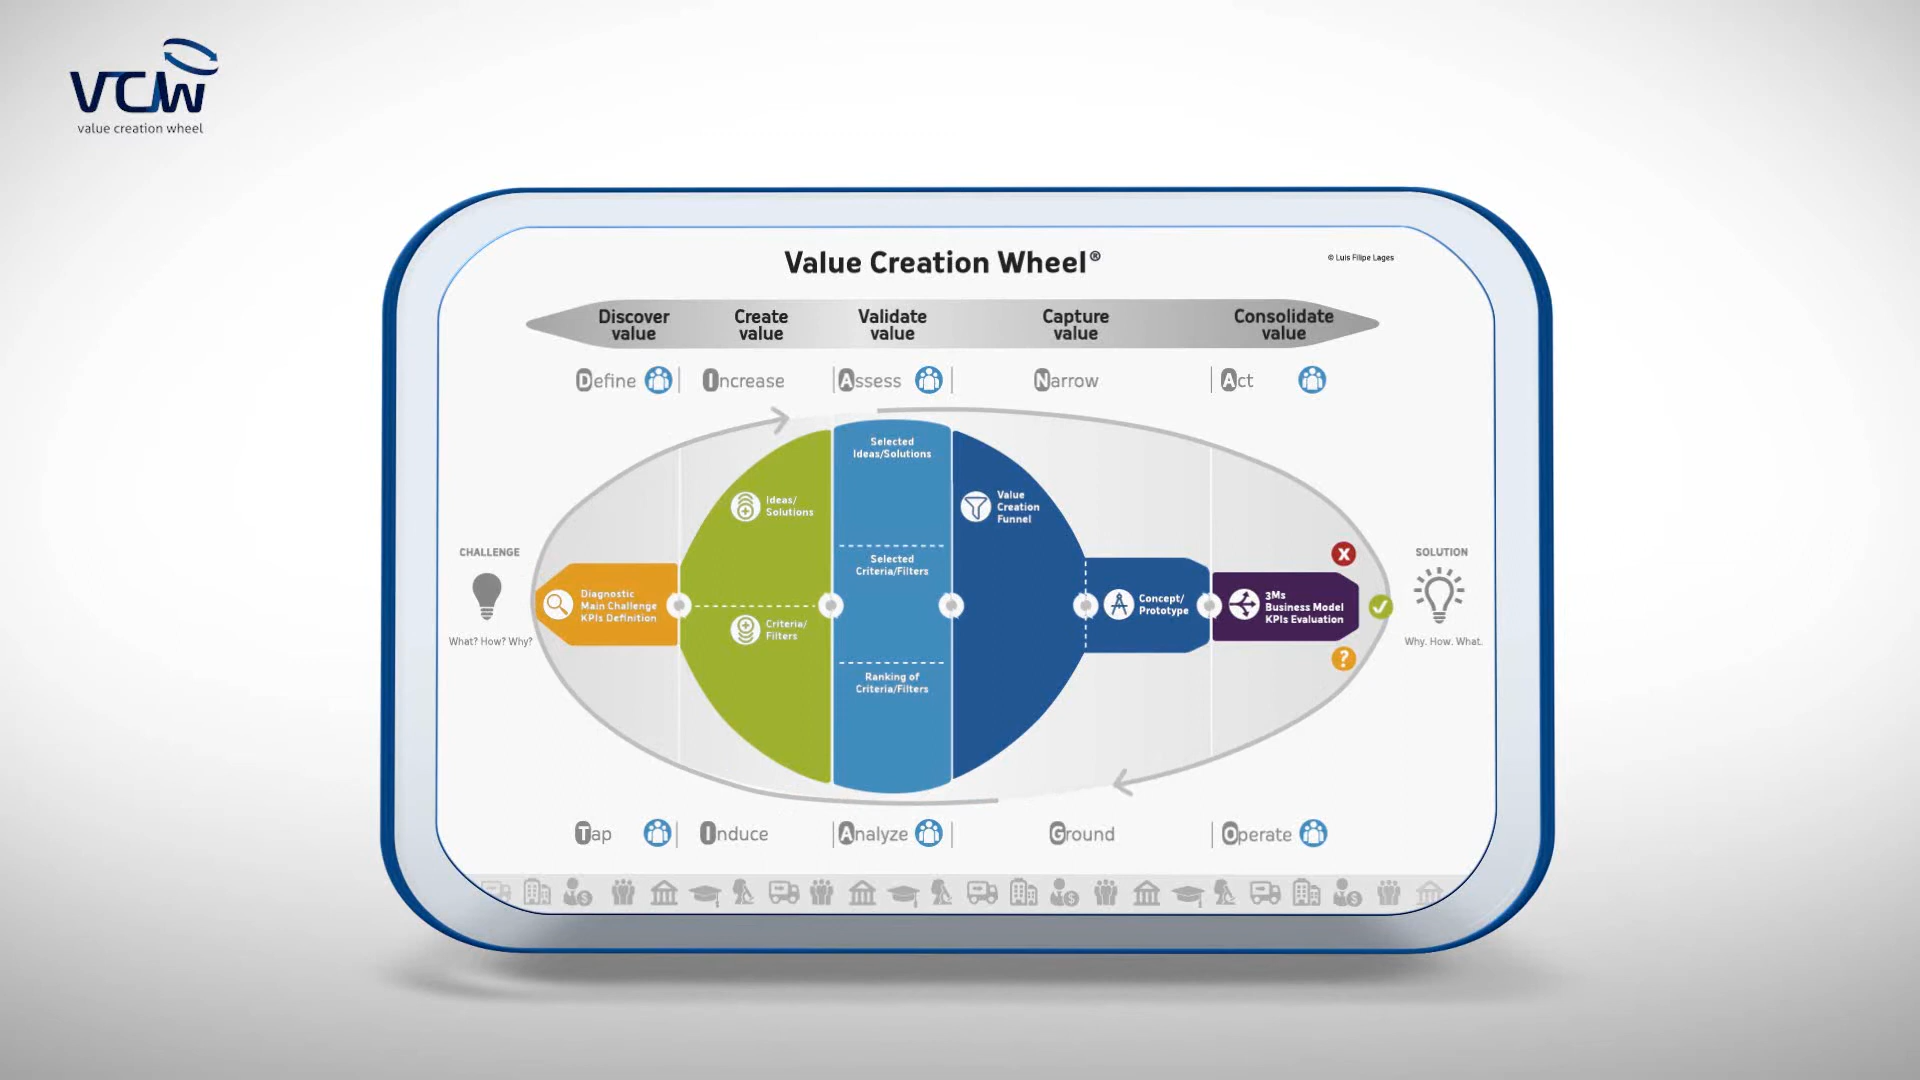 VCW
value creation wheel
Value Creation Wheel®
© Luis Filipe Lages
Discover
value
Create
value
Validate
value
Capture
value
Consolidate
value
Define
Increase
Assess
Narrow
Act
CHALLENGE
What? How? Why?
Diagnostic
Main Challenge
KPIs Definition
Ideas/
Solutions
Criteria/
Filters
Selected
Ideas/Solutions
Selected
Criteria/Filters
Ranking of
Criteria/Filters
Value
Creation
Funnel
Concept/
Prototype
3Ms
Business Model
KPIs Evaluation
X
?
SOLUTION
Why. How. What.
Tap
Induce
Analyze
Ground
Operate